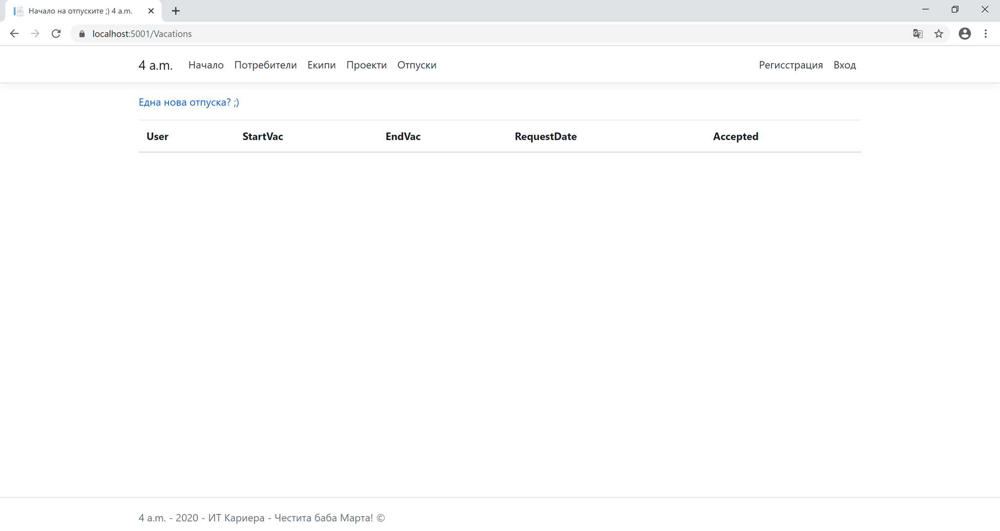 Начало на отпуските ;) 4 a.m.
localhost:5001/Vacations
4 a.m. Начало Потребители Екипи Проекти Отпуски Регисстрация Вход
Една нова отпуска? ;)
User StartVac EndVac RequestDate Accepted
4 a.m. - 2020 - ИТ Кариера - Честита баба Марта! ©